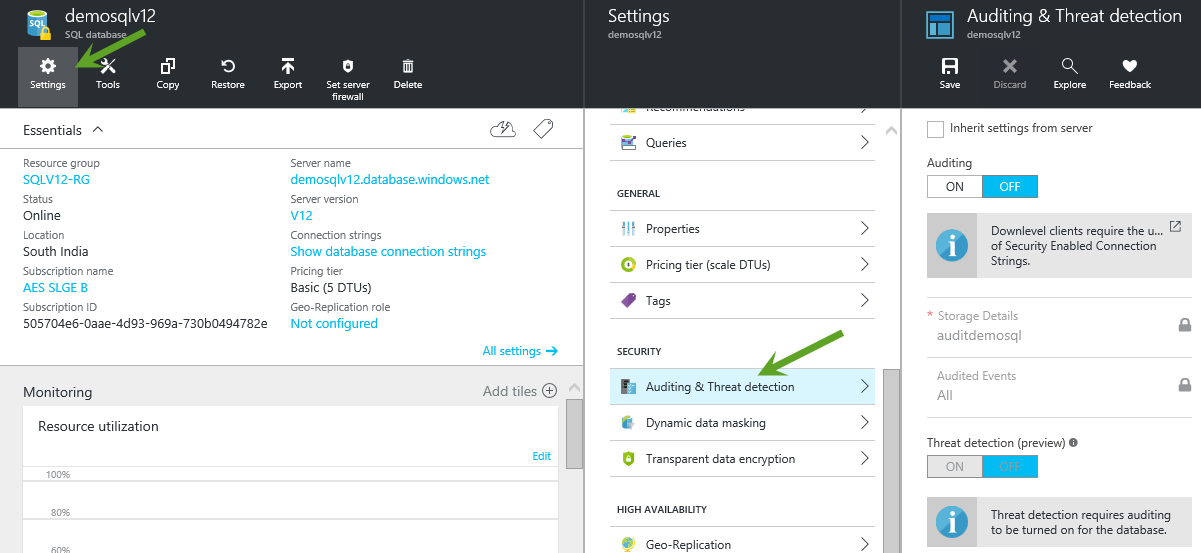 demosqlv12
SQL database
Settings
Tools
Copy
Restore
Export
Set server
firewall
Delete
Essentials
Resource group
SQLV12-RG
Status
Online
Location
South India
Subscription name
AES SLGE B
Subscription ID
505704e6-0aae-4d93-969a-730b0494782e
Server name
demosqlv12.database.windows.net
Server version
V12
Connection strings
Show database connection strings
Pricing tier
Basic (5 DTUs)
Geo-Replication role
Not configured
All settings
Monitoring
Add tiles
Resource utilization
Edit
100%
80%
60%
Settings
demosqlv12
Recommendations
Queries
GENERAL
Properties
Pricing tier (scale DTUs)
Tags
SECURITY
Auditing & Threat detection
Dynamic data masking
Transparent data encryption
HIGH AVAILABILITY
Geo-Replication
Auditing & Threat detection
demosqlv12
Save
Discard
Explore
Feedback
Inherit settings from server
Auditing
ON OFF
Downlevel clients require the u...
of Security Enabled Connection
Strings.
* Storage Details
auditdemosql
Audited Events
All
Threat detection (preview)
ON OFF
Threat detection requires auditing
to be turned on for the database.